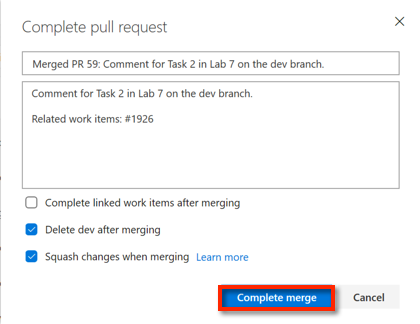 Complete pull request
Merged PR 59: Comment for Task 2 in Lab 7 on the dev branch.
Comment for Task 2 in Lab 7 on the dev branch.
Related work items: #1926
Complete linked work items after merging
Delete dev after merging
Squash changes when merging Learn more
Complete merge Cancel